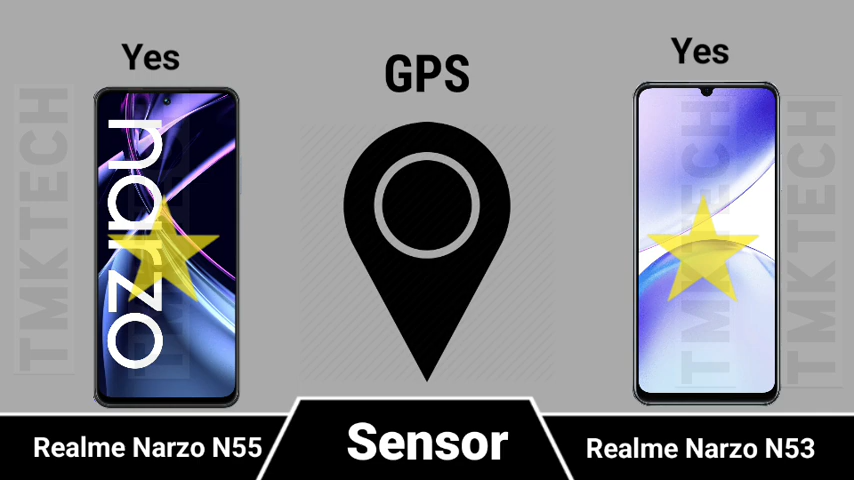 Yes
GPS
Yes
narzo
TMKTECH
TMKTECH
TMKTECH
TMKTECH
Realme Narzo N55
Sensor
Realme Narzo N53